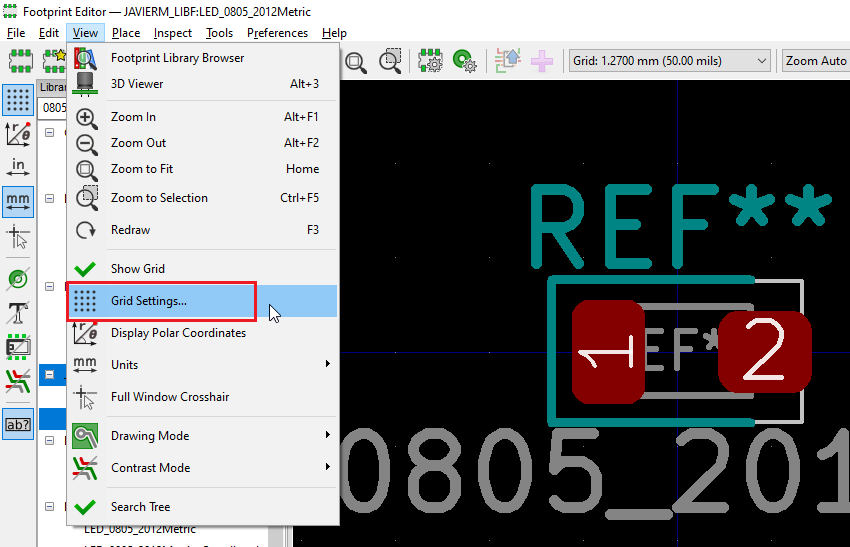 Footprint Editor — JAVIERM_LIBF:LED_0805_2012Metric
File Edit View Place Inspect Tools Preferences Help
Grid: 1.2700 mm (50.00 mils) Zoom Auto
0805
in
mm
ab?
Footprint Library Browser
3D Viewer Alt+3
Zoom In Alt+F1
Zoom Out Alt+F2
Zoom to Fit Home
Zoom to Selection Ctrl+F5
Redraw F3
Show Grid
Grid Settings...
Display Polar Coordinates
mm Units
Full Window Crosshair
Drawing Mode
Contrast Mode
Search Tree
LED_0805_2012Metric
REF**
1 2
0805_201